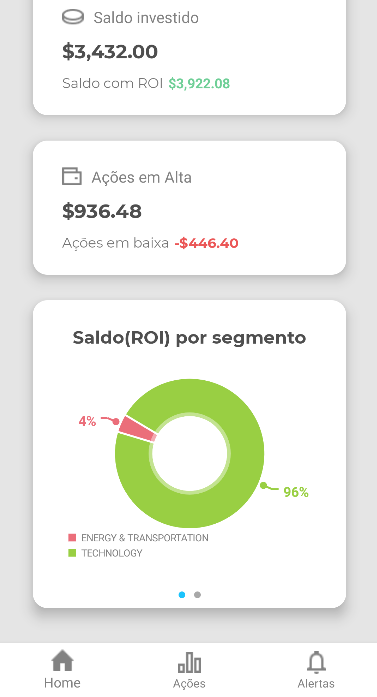 Saldo investido
$3,432.00
Saldo com ROI $3,922.08
Ações em Alta
$936.48
Ações em baixa -$446.40
Saldo(ROI) por segmento
4%
96%
ENERGY & TRANSPORTATION
TECHNOLOGY
Home Ações Alertas